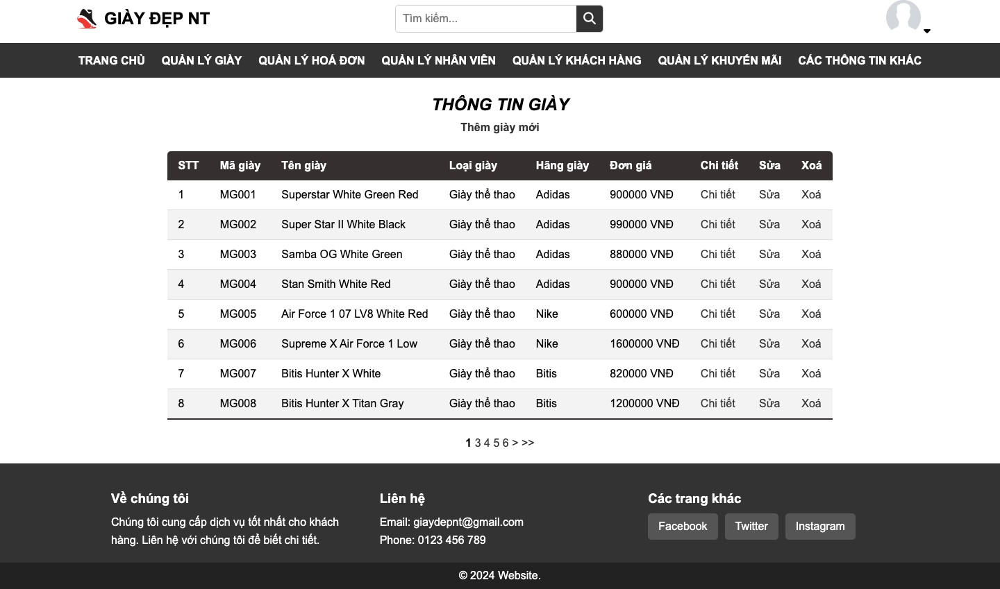 GIÀY ĐẸP NT
Tìm kiếm...
TRANG CHỦ QUẢN LÝ GIÀY QUẢN LÝ HOÁ ĐƠN QUẢN LÝ NHÂN VIÊN QUẢN LÝ KHÁCH HÀNG QUẢN LÝ KHUYẾN MÃI CÁC THÔNG TIN KHÁC
THÔNG TIN GIÀY
Thêm giày mới
STT Mã giày Tên giày Loại giày Hãng giày Đơn giá Chi tiết Sửa Xoá
1 MG001 Superstar White Green Red Giày thể thao Adidas 900000 VNĐ Chi tiết Sửa Xoá
2 MG002 Super Star II White Black Giày thể thao Adidas 990000 VNĐ Chi tiết Sửa Xoá
3 MG003 Samba OG White Green Giày thể thao Adidas 880000 VNĐ Chi tiết Sửa Xoá
4 MG004 Stan Smith White Red Giày thể thao Adidas 900000 VNĐ Chi tiết Sửa Xoá
5 MG005 Air Force 1 07 LV8 White Red Giày thể thao Nike 600000 VNĐ Chi tiết Sửa Xoá
6 MG006 Supreme X Air Force 1 Low Giày thể thao Nike 1600000 VNĐ Chi tiết Sửa Xoá
7 MG007 Bitis Hunter X White Giày thể thao Bitis 820000 VNĐ Chi tiết Sửa Xoá
8 MG008 Bitis Hunter X Titan Gray Giày thể thao Bitis 1200000 VNĐ Chi tiết Sửa Xoá
1 3 4 5 6 > >>
Về chúng tôi
Chúng tôi cung cấp dịch vụ tốt nhất cho khách
hàng. Liên hệ với chúng tôi để biết chi tiết.
Liên hệ
Email: giaydepnt@gmail.com
Phone: 0123 456 789
Các trang khác
Facebook Twitter Instagram
© 2024 Website.